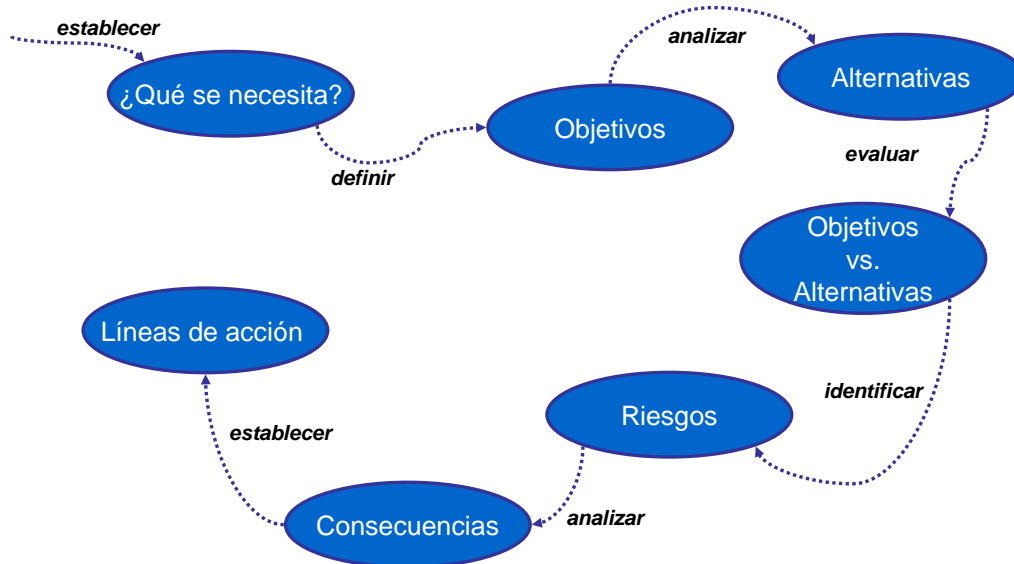 establecer
¿Qué se necesita?
definir
Objetivos
analizar
Alternativas
evaluar
Objetivos
vs.
Alternativas
identificar
Riesgos
analizar
Consecuencias
establecer
Líneas de acción